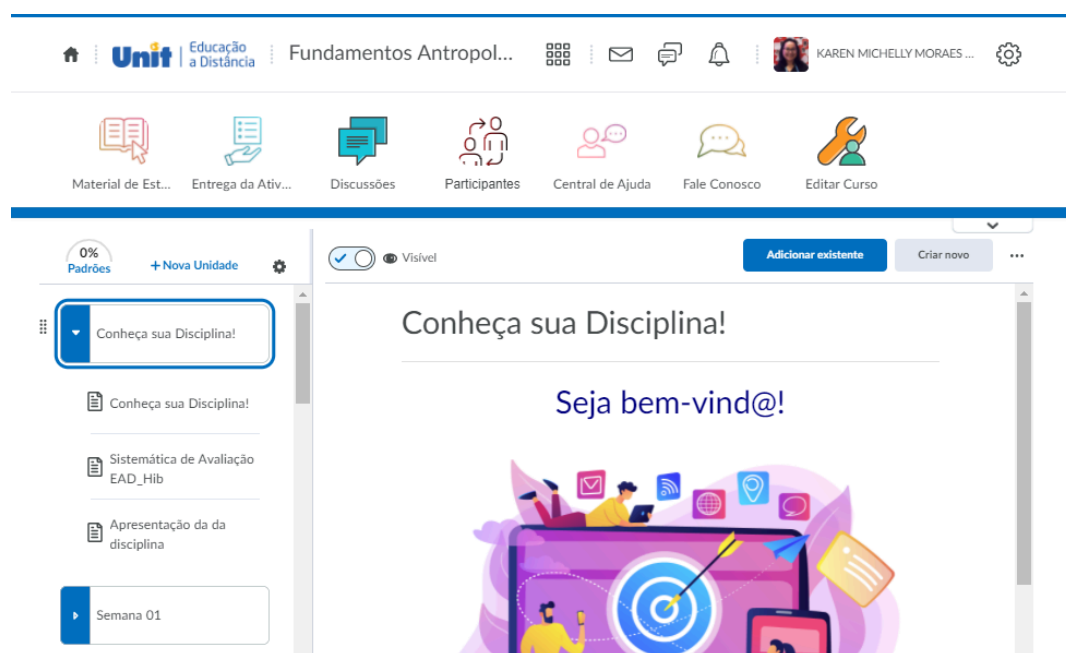 Unit Educação a Distância Fundamentos Antropol... KAREN MICHELLY MORAES ...
Material de Est... Entrega da Ativ... Discussões Participantes Central de Ajuda Fale Conosco Editar Curso
0%
Padrões
+ Nova Unidade
Visível
Adicionar existente
Criar novo
...
Conheça sua Disciplina!
Conheça sua Disciplina!
Sistemática de Avaliação
EAD_Hib
Apresentação da da
disciplina
Semana 01
Conheça sua Disciplina!
Seja bem-vind@!